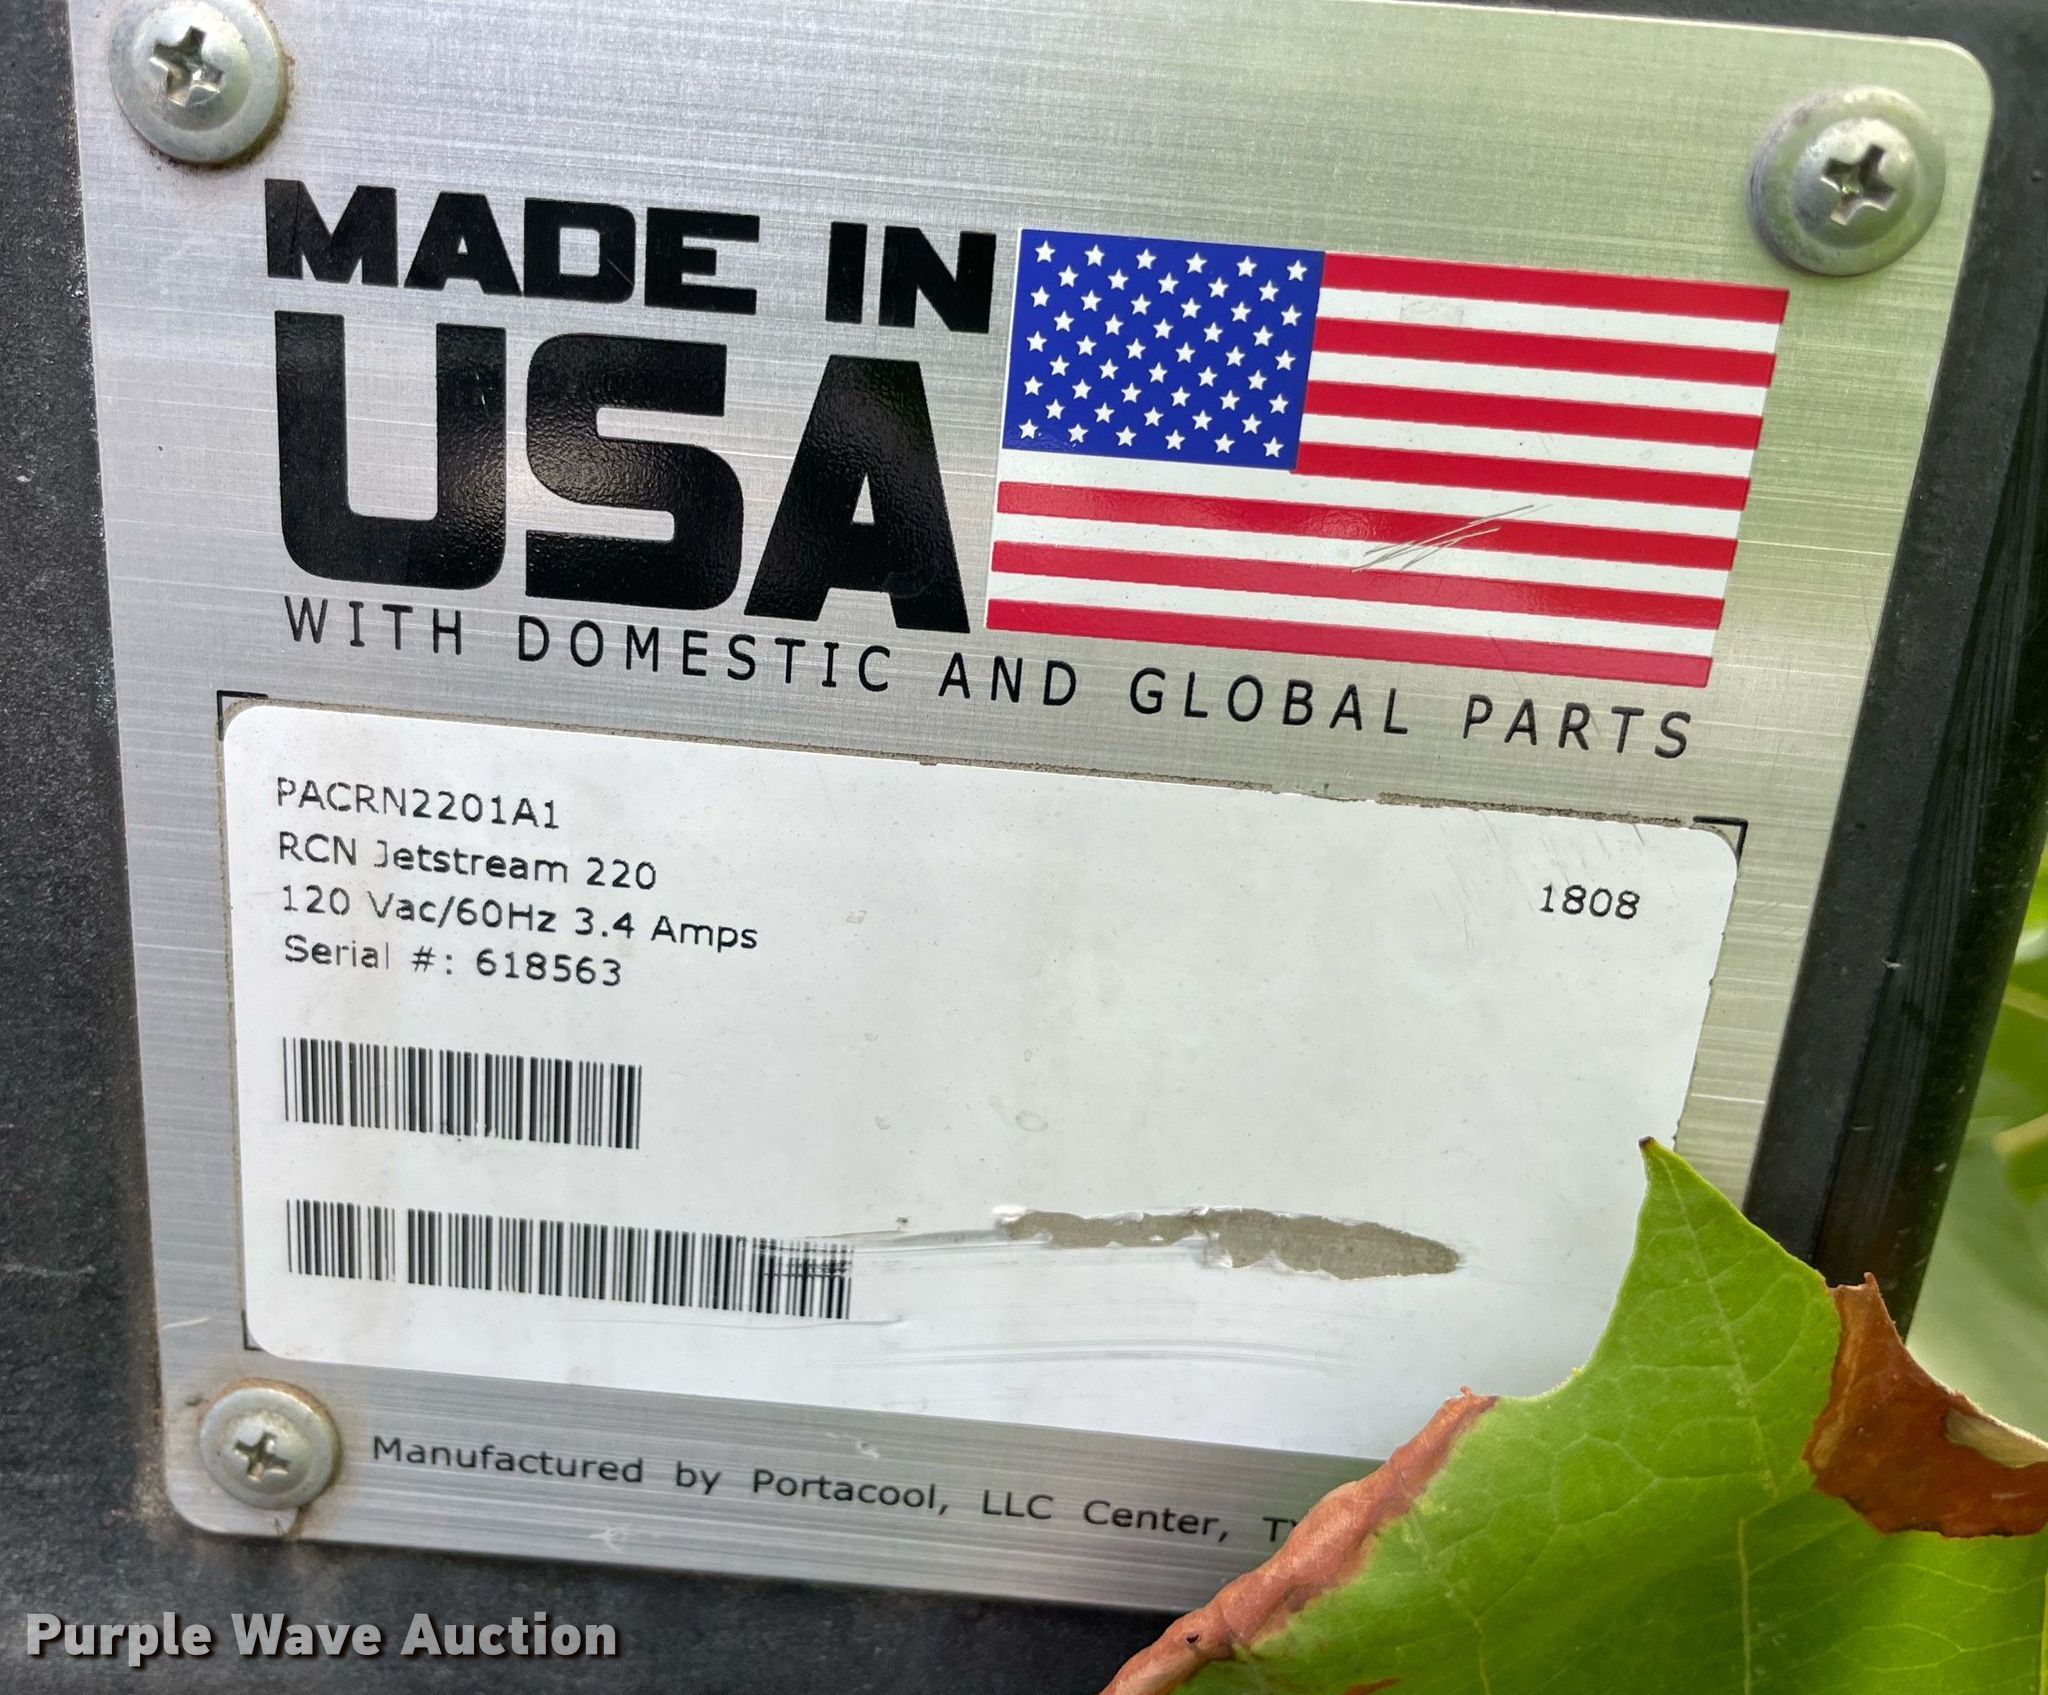 MADE IN
USA
WITH DOMESTIC AND GLOBAL PARTS
PACRN2201A1
RCN Jetstream 220
1808
120 Vac/60Hz 3.4 Amps
Serial #: 618563
Manufactured by Portacool, LLC Center,
Purple Wave Auction